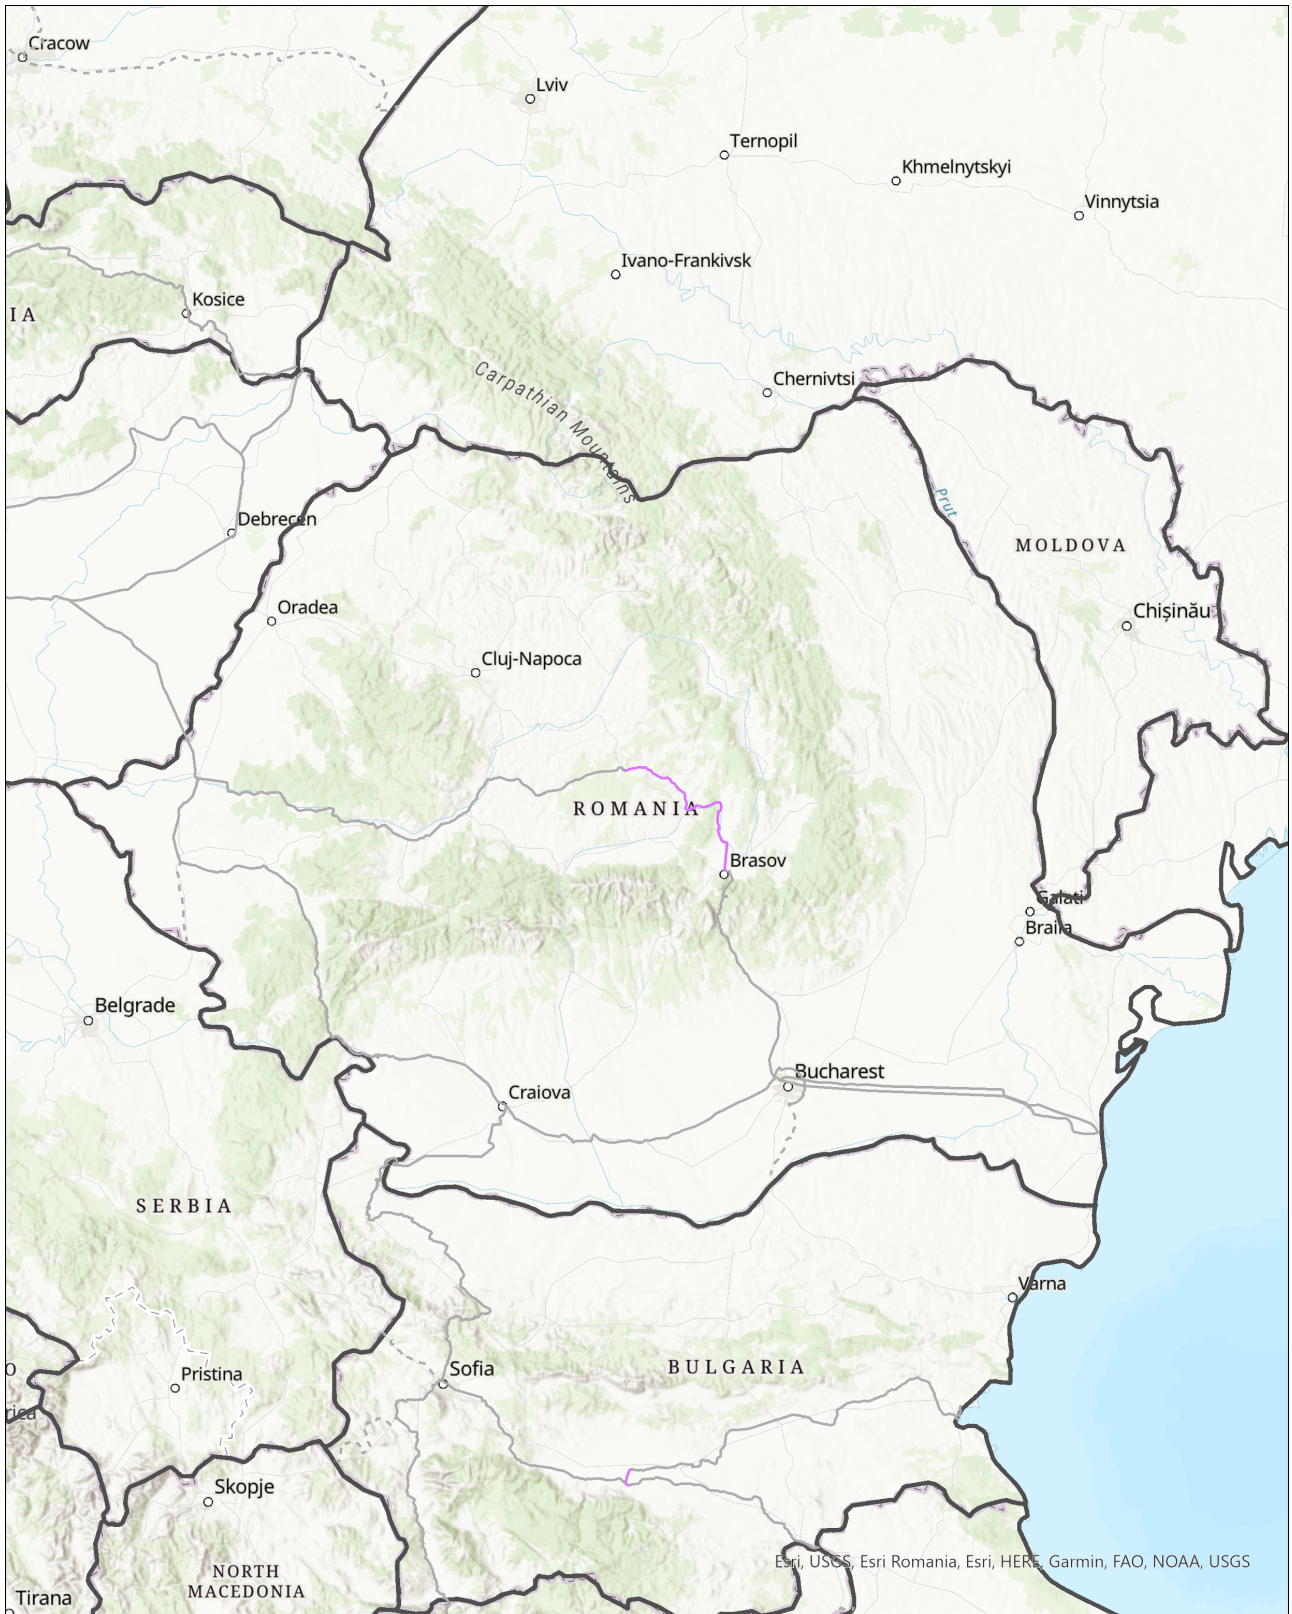 Cracow
Lviv
Ternopil
Khmelnytskyi
Vinnytsia
Ivano-Frankivsk
Kosice
IA
Carpathian Mountains
Chernivtsi
Prut
Debrecen
MOLDOVA
Oradea
Chișinău
Cluj-Napoca
ROMANIA
Brasov
Galati
Braila
Belgrade
Bucharest
Craiova
SERBIA
Varna
O
Pristina
Sofia
BULGARIA
rica
Skopje
Esri, USGS, Esri Romania, Esri, HERE, Garmin, FAO, NOAA, USGS
NORTH
MACEDONIA
Tirana